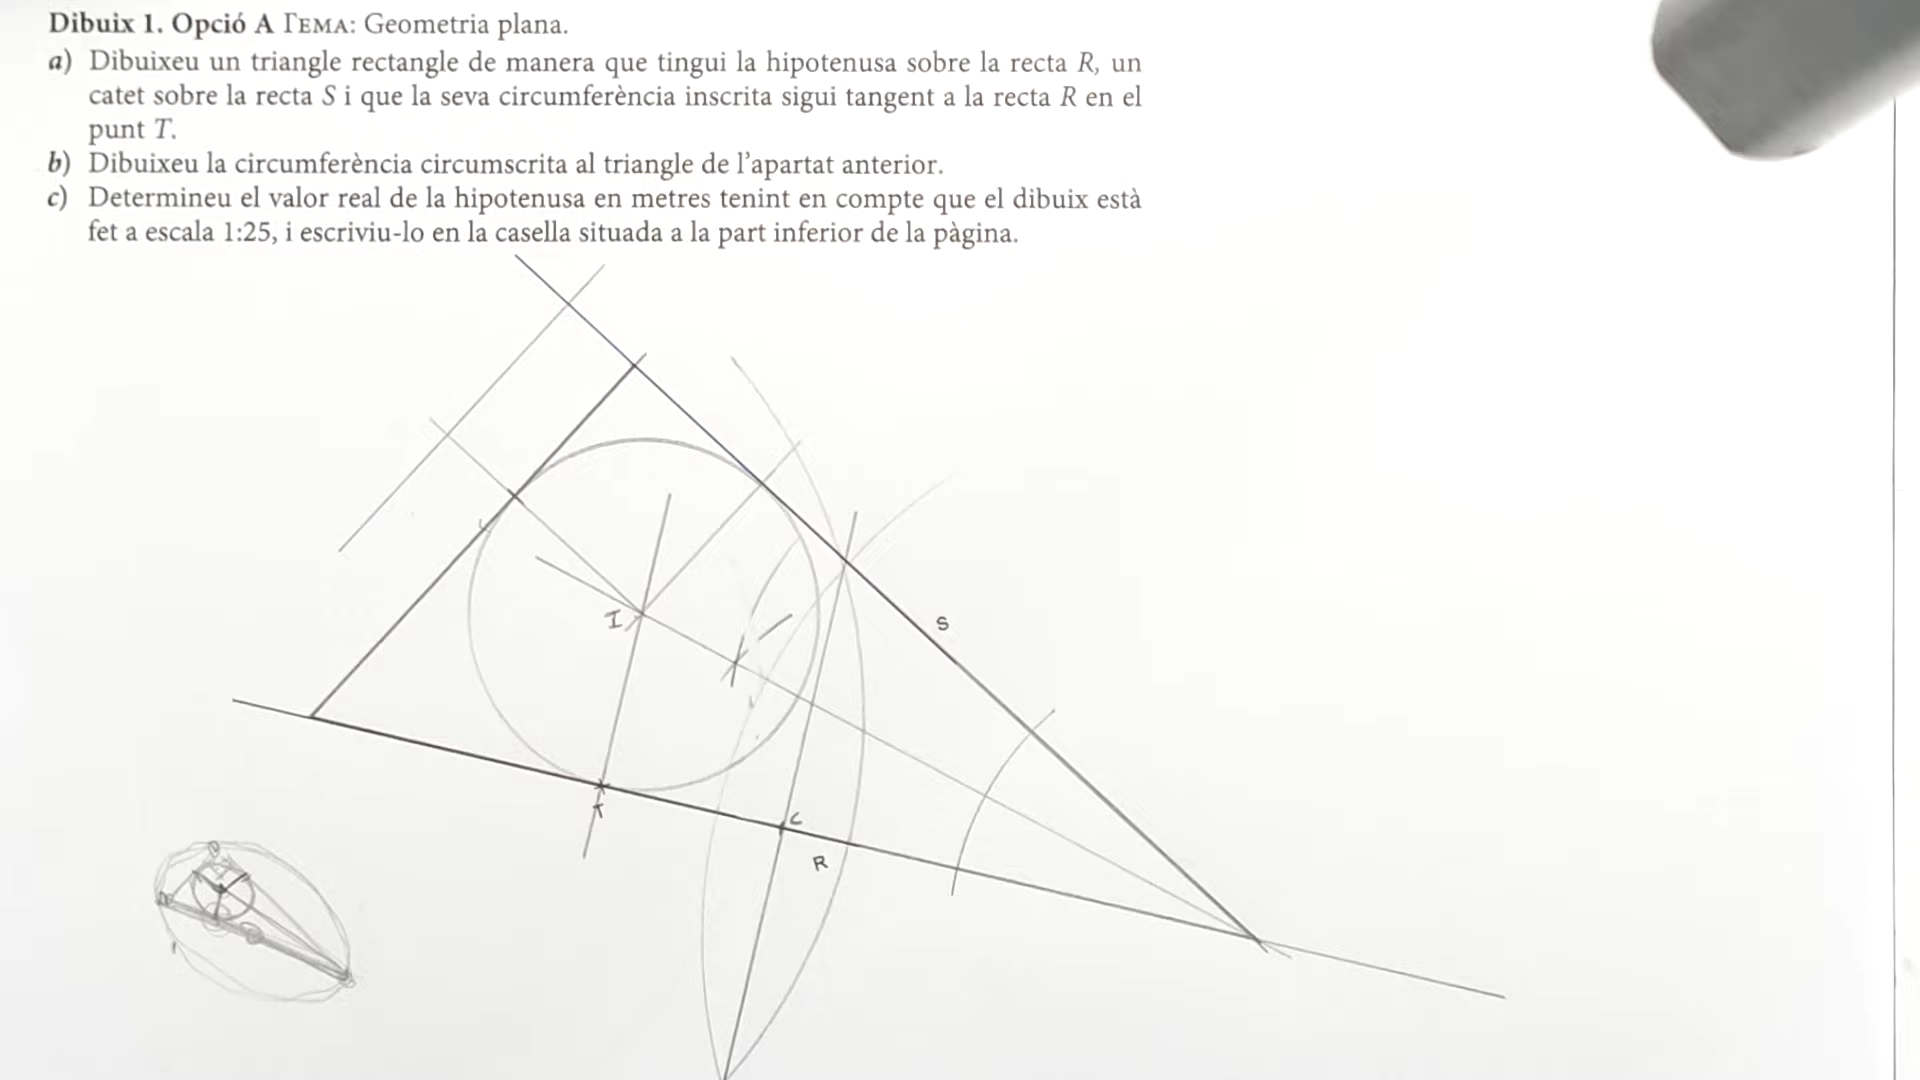 Dibuix 1. Opció A TEMA: Geometria plana.
a) Dibuixeu un triangle rectangle de manera que tingui la hipotenusa sobre la recta R, un
catet sobre la recta S i que la seva circumferència inscrita sigui tangent a la recta R en el
punt T.
b) Dibuixeu la circumferència circumscrita al triangle de l'apartat anterior.
c) Determineu el valor real de la hipotenusa en metres tenint en compte que el dibuix està
fet a escala 1:25, i escriviu-lo en la casella situada a la part inferior de la pàgina.
I
S
T
C
R